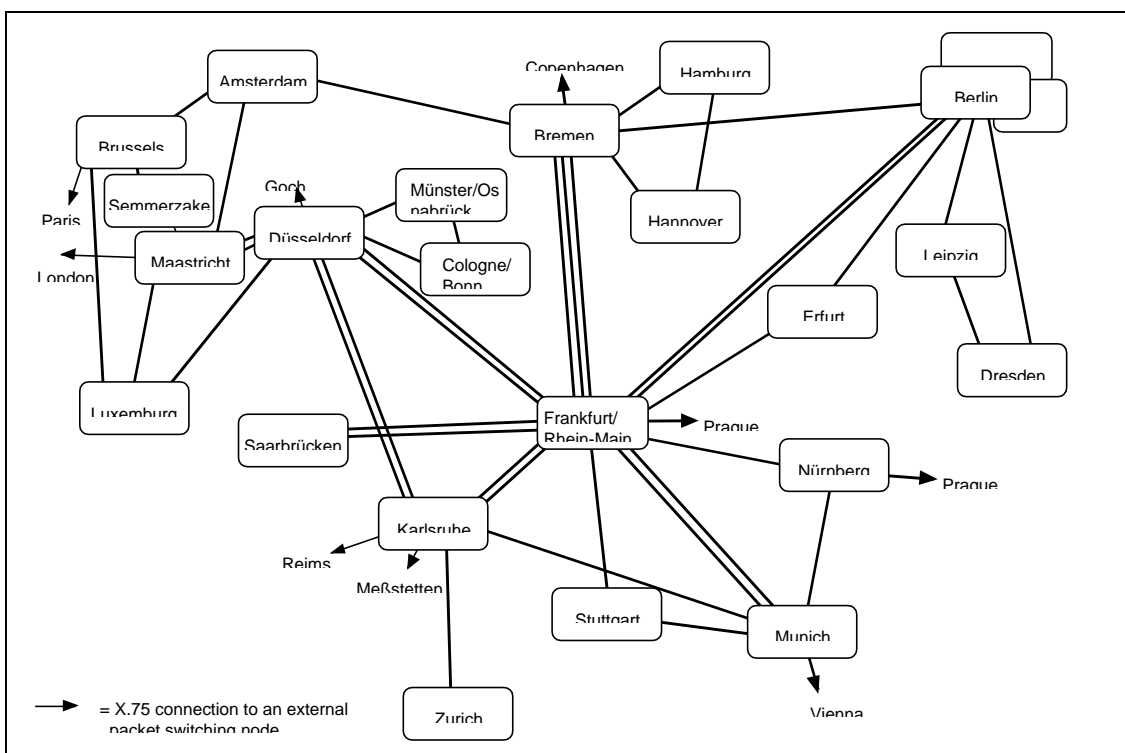 Copenhagen
Hamburg
Amsterdam
Berlin
Bremen
Brussels
Goch
Münster/Os
nabrück
Semmerzake
Paris
Hannover
Düsseldorf
Leipzig
Maastricht
Cologne/
Bonn
London
Erfurt
Dresden
Luxemburg
Frankfurt/
Rhein-Main
Prague
Saarbrücken
Nürnberg
Prague
Karlsruhe
Reims
Meßstetten
Stuttgart
Munich
= X.75 connection to an external
packet switching node
Zurich
Vienna